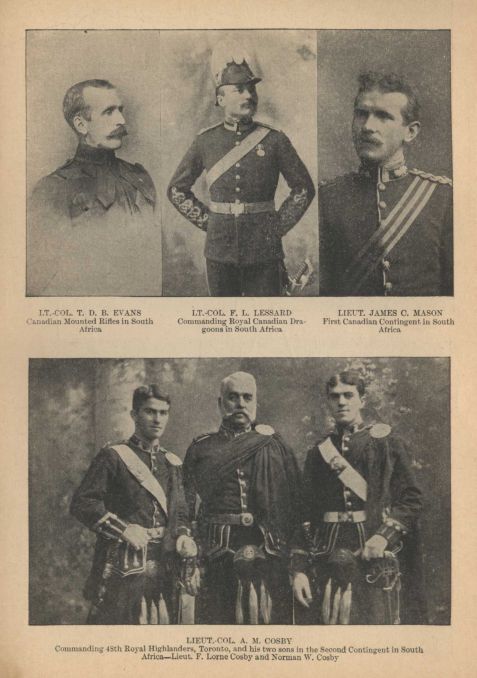 LT.-COL. T. D. B. EVANS
Canadian Mounted Rifles in South
Africa
LT.-COL. F. L. LESSARD
Commanding Royal Canadian Dra-
goons in South Africa
LIEUT. JAMES C. MASON
First Canadian Contingent in South
Africa
LIEUT.-COL. A. M. COSBY
Commanding 48th Royal Highlanders, Toronto, and his two sons in the Second Contingent in South
Africa—Lieut. F. Lorne Cosby and Norman W. Cosby